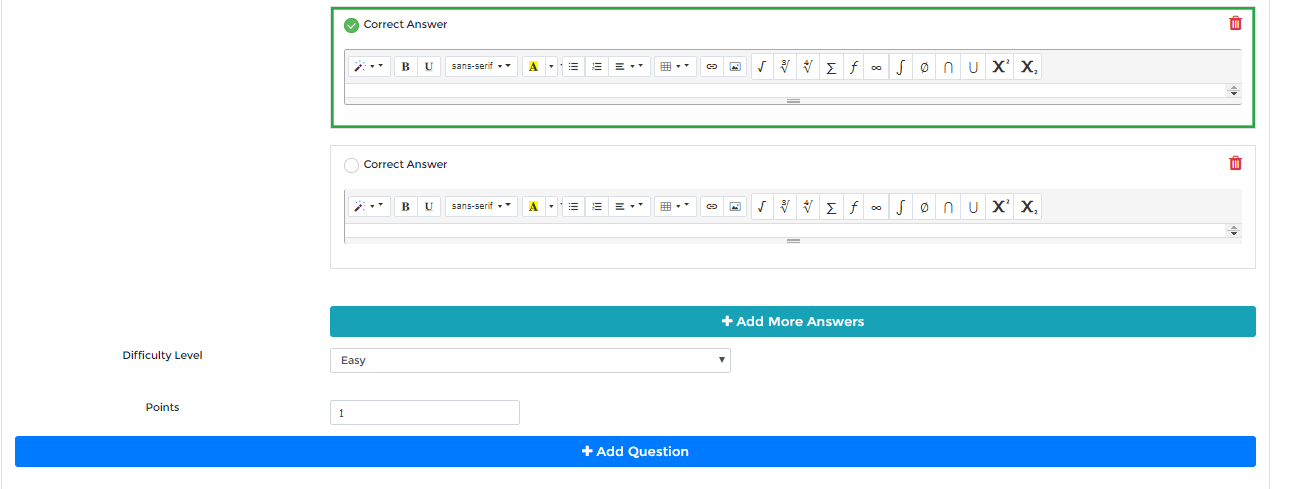 Correct Answer
B U sans-serif A √ ∛ ∜ ∑ ƒ ∞ ∫ ∅ ∩ ∪ X² X₂
Correct Answer
B U sans-serif A √ ∛ ∜ ∑ ƒ ∞ ∫ ∅ ∩ ∪ X² X₂
Add More Answers
Difficulty Level Easy
Points 1
Add Question